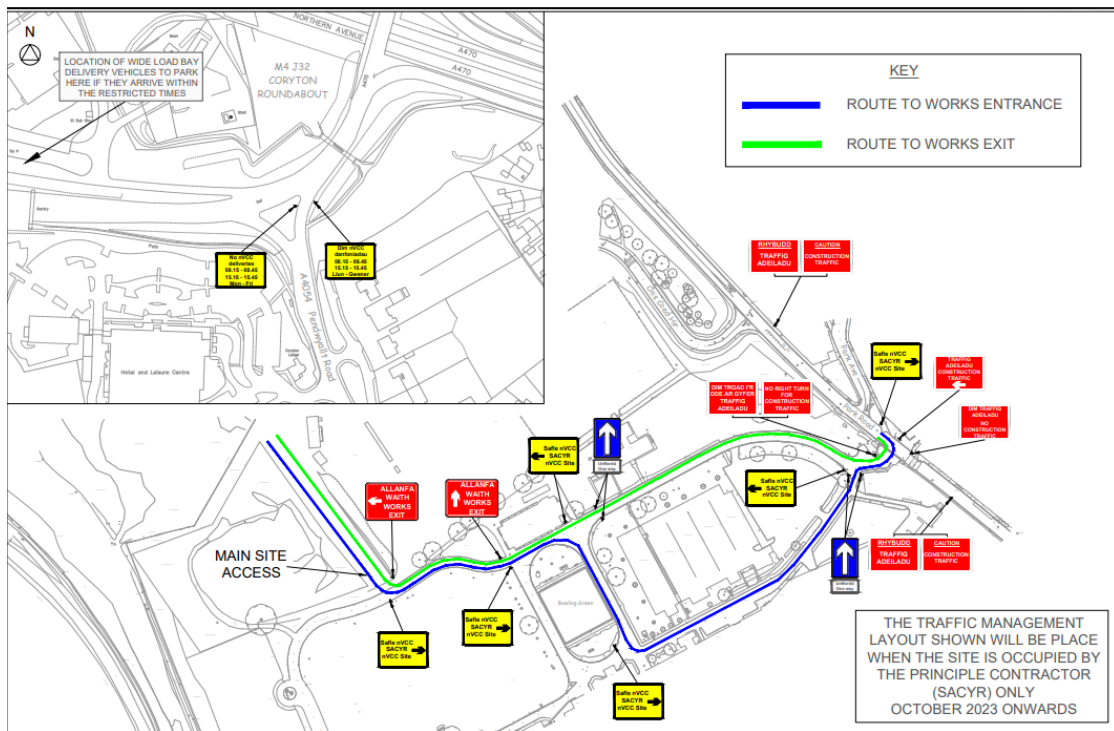 N
LOCATION OF WIDE LOAD BAY
DELIVERY VEHICLES TO PARK
HERE IF THEY ARRIVE WITHIN
THE RESTRICTED TIMES
NORTHERN AVENUE
A470
A470
A470
M4 J32
CORYTON
ROUNDABOUT
No nVCC
deliveries
08.15 - 08.45
15.15 - 15.45
Mon - Fri
Dim nVCC
danfoniadau
08.15 - 08.45
15.15 - 15.45
Llun - Gwener
A4054 Pendwyallt Road
Path
Hotel and Leisure Centre
KEY
ROUTE TO WORKS ENTRANCE
ROUTE TO WORKS EXIT
RHYBUDD
TRAFFIG
ADEILADU
CAUTION
CONSTRUCTION
TRAFFIC
Park Ave
Safle nVCC
SACYR
nVCC Site
TRAFFIG
ADEILADU
CONSTRUCTION
TRAFFIC
DIM TROAD I'R
DDE AR GYFER
TRAFFIG
ADEILADU
NO RIGHT TURN
FOR
CONSTRUCTION
TRAFFIC
Park Road
DIM TRAFFIG
ADEILADU
NO
CONSTRUCTION
TRAFFIC
Safle nVCC
SACYR
nVCC Site
Unffordd
One way
Safle nVCC
SACYR
nVCC Site
ALLANFA
WAITH
WORKS
EXIT
ALLANFA
WAITH
WORKS
EXIT
MAIN SITE
ACCESS
RHYBUDD
TRAFFIG
ADEILADU
CAUTION
CONSTRUCTION
TRAFFIC
Unffordd
One way
Bowling Green
Safle nVCC
SACYR
nVCC Site
Safle nVCC
SACYR
nVCC Site
Safle nVCC
SACYR
nVCC Site
THE TRAFFIC MANAGEMENT
LAYOUT SHOWN WILL BE PLACE
WHEN THE SITE IS OCCUPIED BY
THE PRINCIPLE CONTRACTOR
(SACYR) ONLY
OCTOBER 2023 ONWARDS